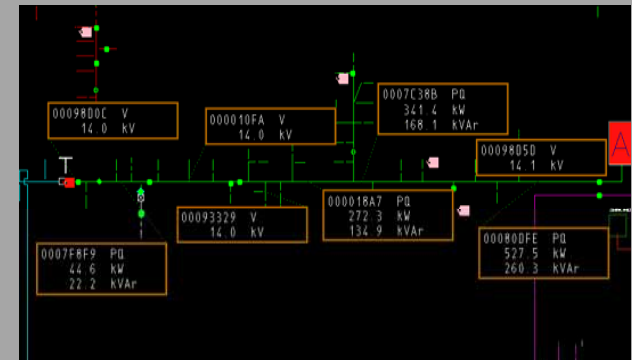 0007C38B PQ
341.4 kW
168.1 kVAr
00098D0C V
14.0 kV
000010FA V
14.0 kV
00098D5D V
14.1 kV
A
T
000018A7 PQ
272.3 kW
134.9 kVAr
00093329 V
14.0 kV
00080DFE PQ
527.5 kW
260.3 kVAr
0007F8F9 PQ
44.6 kW
22.2 kVAr